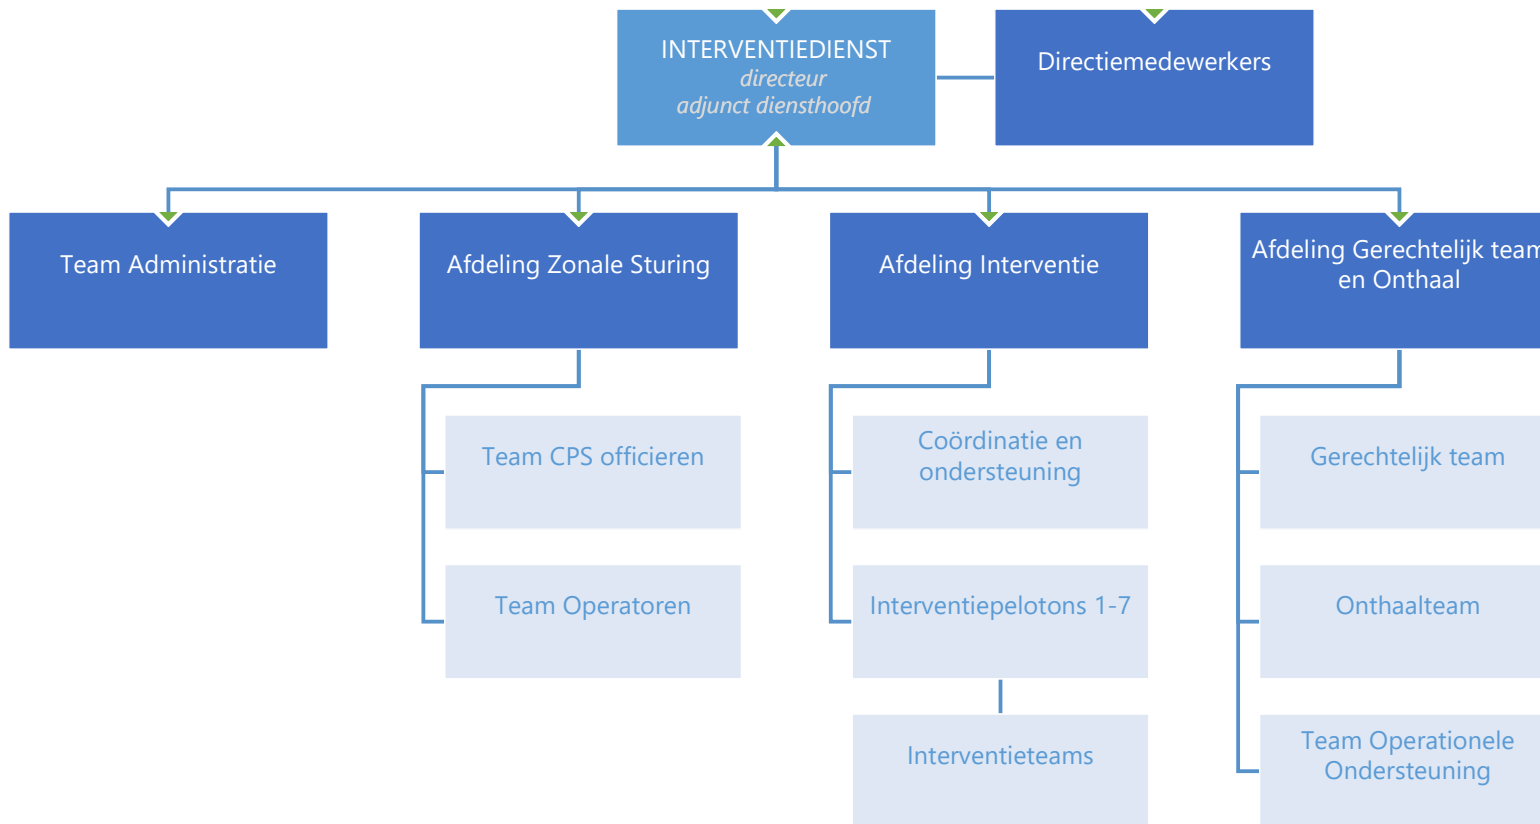 INTERVENTIEDIENST
directeur
adjunct diensthoofd
Directiemedewerkers
Team Administratie
Afdeling Zonale Sturing
Afdeling Interventie
Afdeling Gerechtelijk team
en Onthaal
Team CPS officieren
Coördinatie en
ondersteuning
Gerechtelijk team
Team Operatoren
Interventiepelotons 1-7
Onthaalteam
Interventieteams
Team Operationele
Ondersteuning